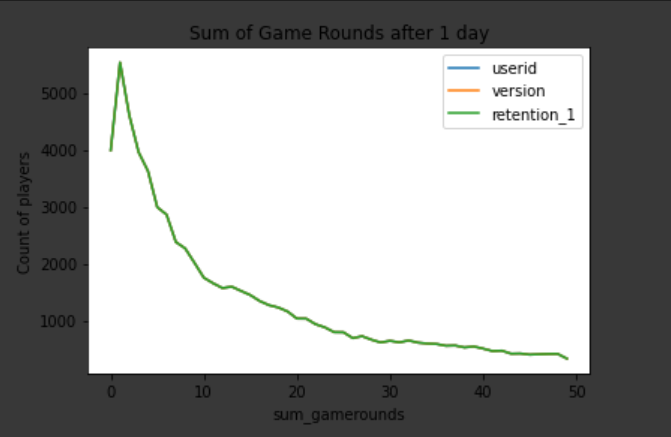 Sum of Game Rounds after 1 day
userid
version
retention_1
Count of players
5000
4000
3000
2000
1000
0 10 20 30 40 50
sum_gamerounds